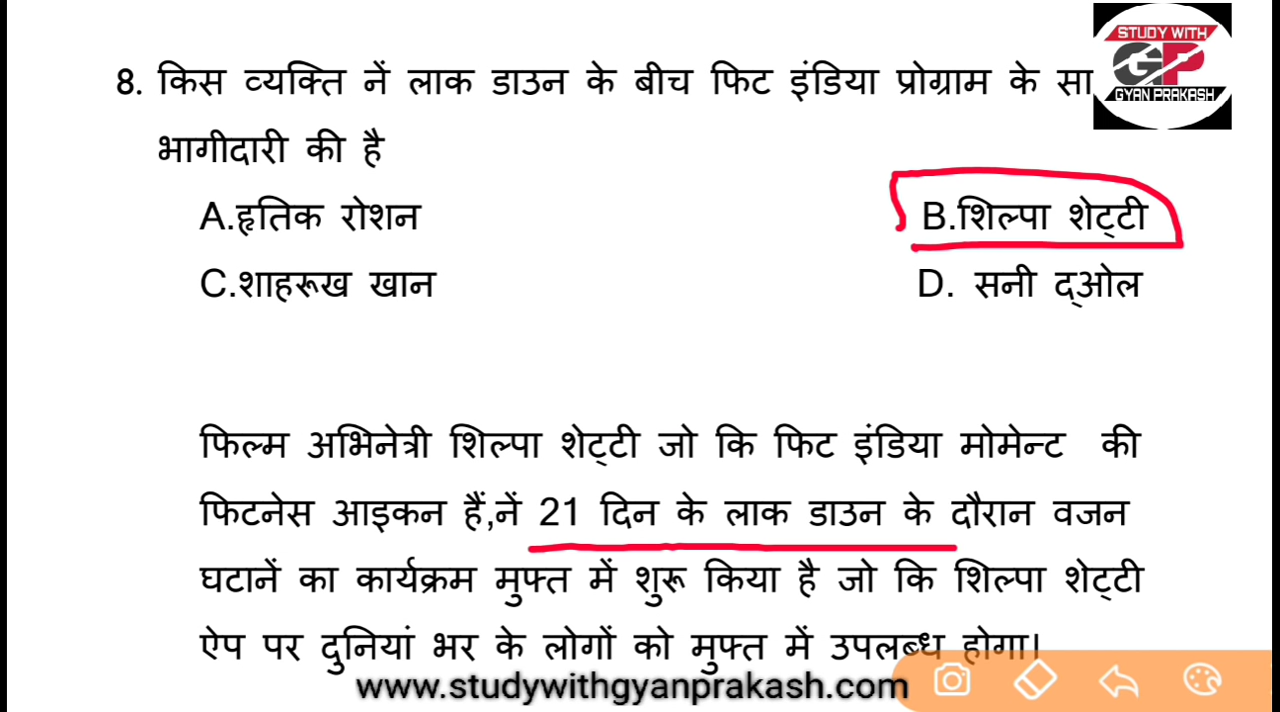 STUDY WITH
GP
GYAN PRAKASH
8. किस व्यक्ति नें लाक डाउन के बीच फिट इंडिया प्रोग्राम के सा
भागीदारी की है
A.हृतिक रोशन B.शिल्पा शेट्टी
C.शाहरूख खान D. सनी द्ओल
फिल्म अभिनेत्री शिल्पा शेट्टी जो कि फिट इंडिया मोमेन्ट की
फिटनेस आइकन हैं,नें 21 दिन के लाक डाउन के दौरान वजन
घटानें का कार्यक्रम मुफ्त में शुरू किया है जो कि शिल्पा शेट्टी
ऐप पर दुनियां भर के लोगों को मुफ्त में उपलब्ध होगा।
www.studywithgyanprakash.com